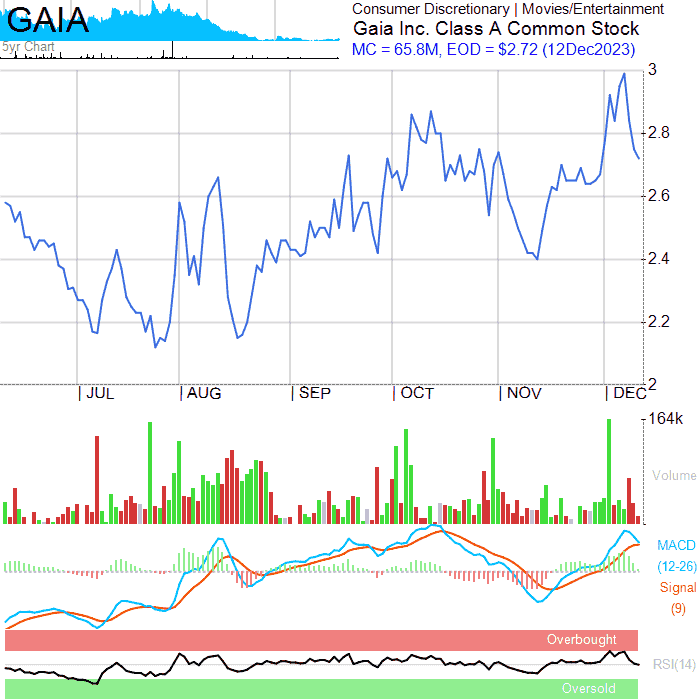 GAIA
5yr Chart
Consumer Discretionary | Movies/Entertainment
Gaia Inc. Class A Common Stock
MC = 65.8M, EOD = $2.72 (12Dec2023)
3
2.8
2.6
2.4
2.2
2
| JUL | AUG | SEP | OCT | NOV | DEC
164k
Volume
MACD
(12-26)
Signal
(9)
Overbought
RSI(14)
Oversold